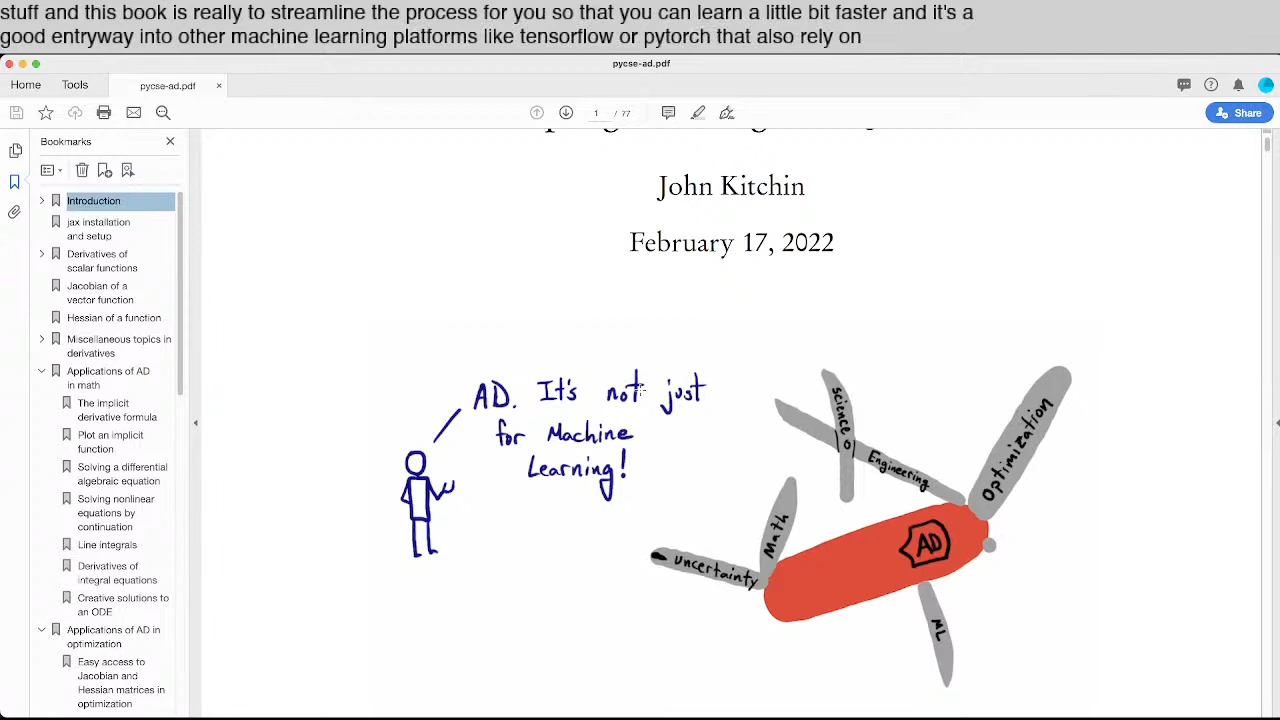 stuff and this book is really to streamline the process for you so that you can learn a little bit faster and it's a
good entryway into other machine learning platforms like tensorflow or pytorch that also rely on
pycse-ad.pdf
Home
Tools
pycse-ad.pdf
1 / 77
Share
Bookmarks
Introduction
jax installation
and setup
Derivatives of
scalar functions
Jacobian of a
vector function
Hessian of a function
Miscellaneous topics in
derivatives
Applications of AD
in math
The implicit
derivative formula
Plot an implicit
function
Solving a differential
algebraic equation
Solving nonlinear
equations by
continuation
Line integrals
Derivatives of
integral equations
Creative solutions to
an ODE
Applications of AD in
optimization
Easy access to
Jacobian and
Hessian matrices in
optimization
John Kitchin
February 17, 2022
AD. It's not just
for Machine
Learning!
Science
Engineering
Optimization
Math
uncertainty
AD
ML